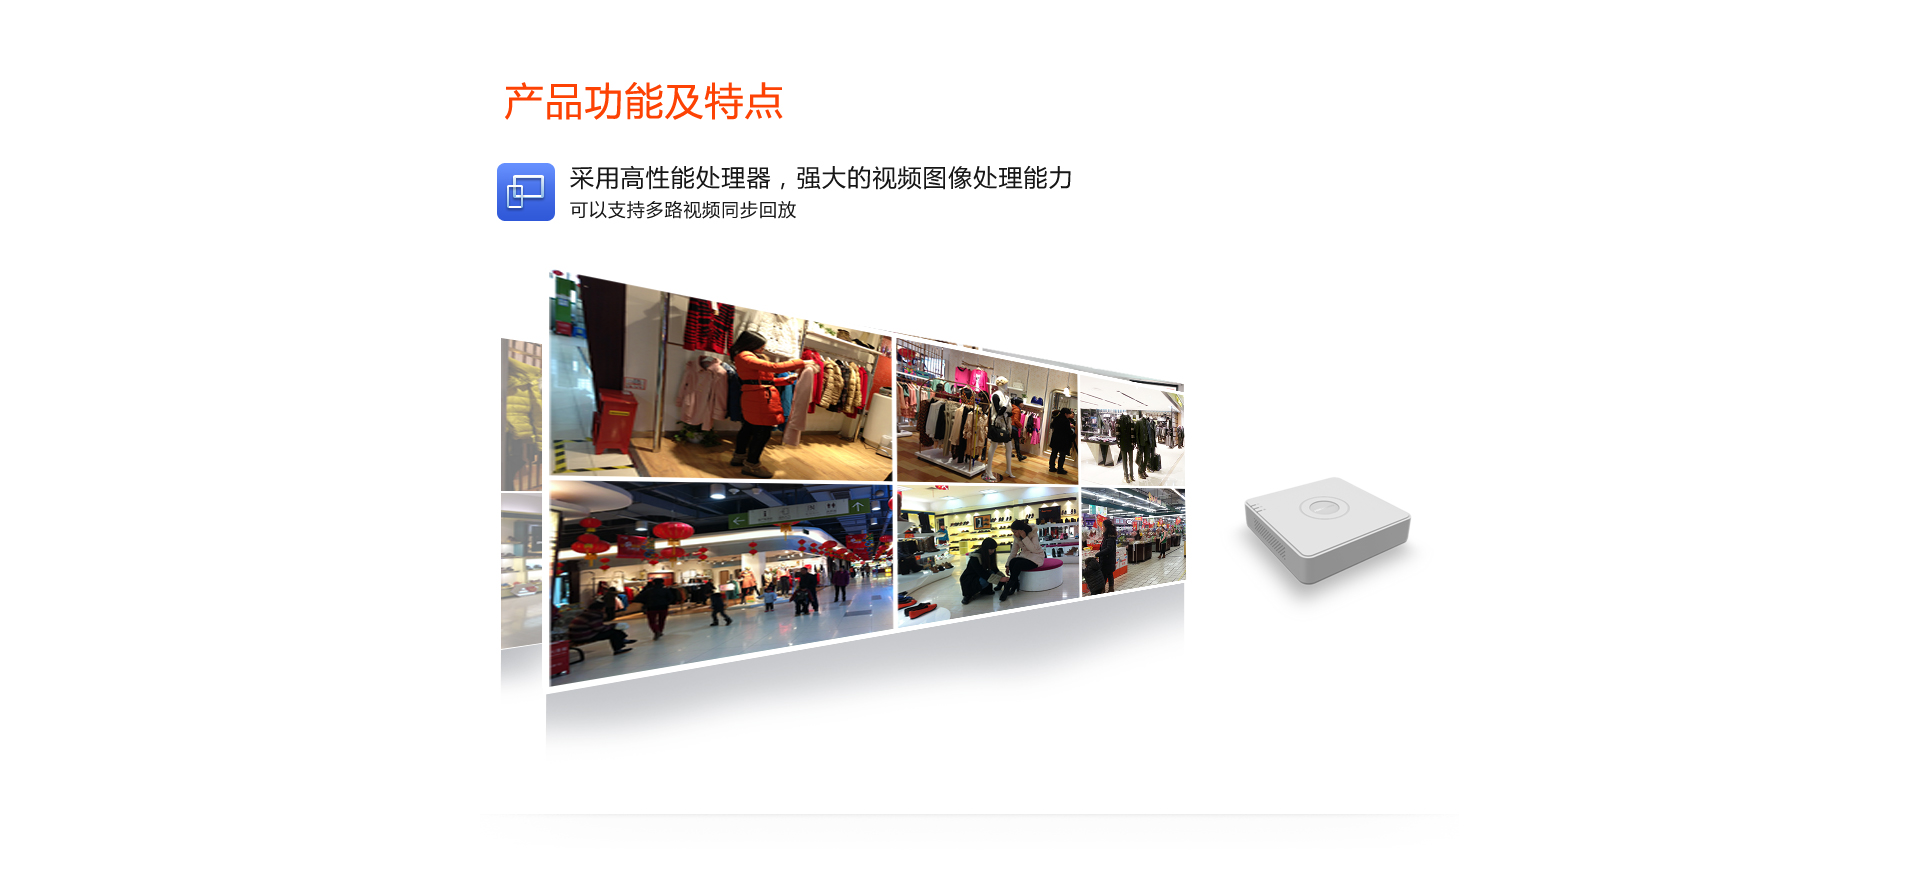 产品功能及特点
采用高性能处理器，强大的视频图像处理能力
可以支持多路视频同步回放